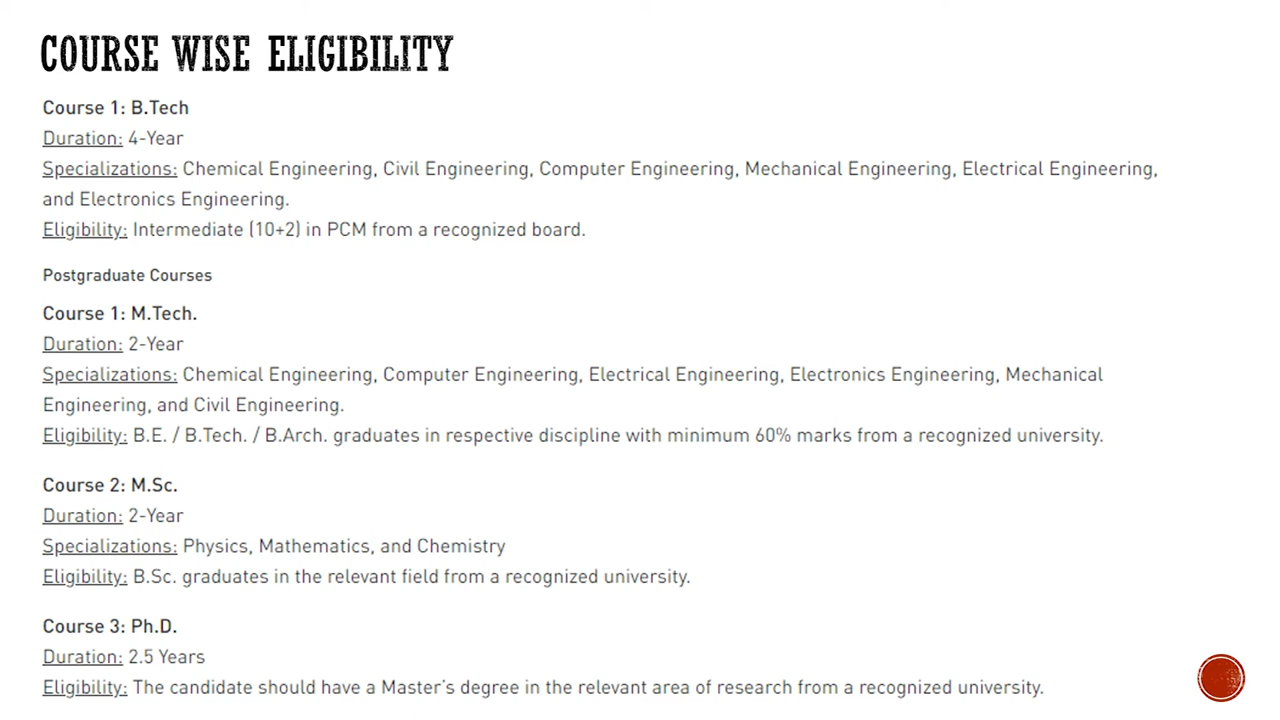 COURSE WISE ELIGIBILITY
Course 1: B.Tech
Duration: 4-Year
Specializations: Chemical Engineering, Civil Engineering, Computer Engineering, Mechanical Engineering, Electrical Engineering,
and Electronics Engineering.
Eligibility: Intermediate (10+2) in PCM from a recognized board.
Postgraduate Courses
Course 1: M.Tech.
Duration: 2-Year
Specializations: Chemical Engineering, Computer Engineering, Electrical Engineering, Electronics Engineering, Mechanical
Engineering, and Civil Engineering.
Eligibility: B.E. / B.Tech. / B.Arch. graduates in respective discipline with minimum 60% marks from a recognized university.
Course 2: M.Sc.
Duration: 2-Year
Specializations: Physics, Mathematics, and Chemistry
Eligibility: B.Sc. graduates in the relevant field from a recognized university.
Course 3: Ph.D.
Duration: 2.5 Years
Eligibility: The candidate should have a Master's degree in the relevant area of research from a recognized university.